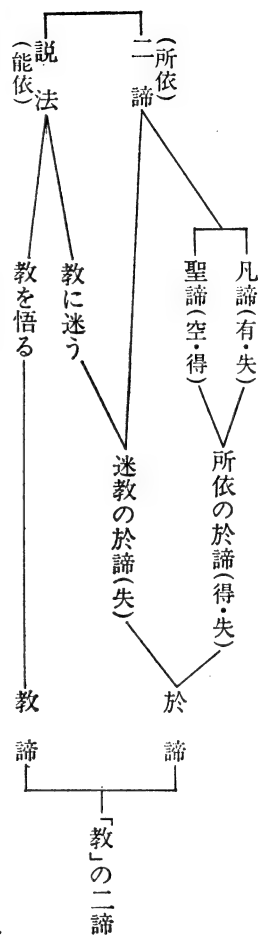 (所依)
二諦
説法
(能依)
凡諦(有・失)
聖諦(空・得)
教に迷う
教を悟る
所依の於諦(得・失)
迷教の於諦(失)
於諦
教諦
「教」の二諦